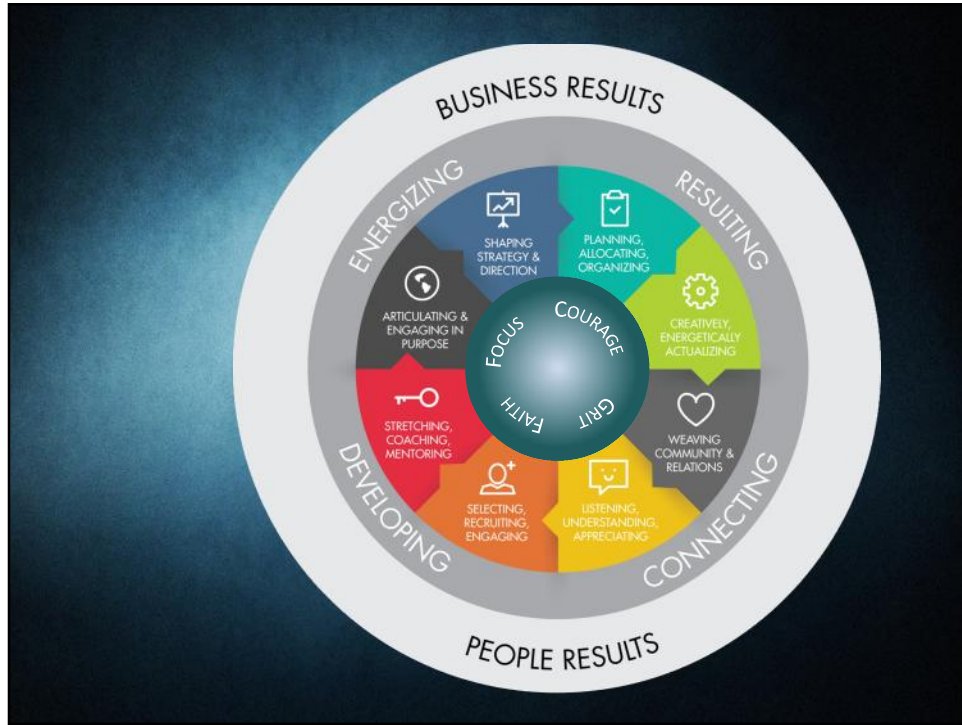 BUSINESS RESULTS
ENERGIZING
RESULTING
SHAPING
STRATEGY &
DIRECTION
PLANNING,
ALLOCATING,
ORGANIZING
ARTICULATING &
ENGAGING IN
PURPOSE
CREATIVELY,
ENERGETICALLY
ACTUALIZING
FOCUS
COURAGE
FAITH
GRIT
STRETCHING,
COACHING,
MENTORING
WEAVING
COMMUNITY &
RELATIONS
SELECTING,
RECRUITING,
ENGAGING
LISTENING,
UNDERSTANDING,
APPRECIATING
DEVELOPING
CONNECTING
PEOPLE RESULTS